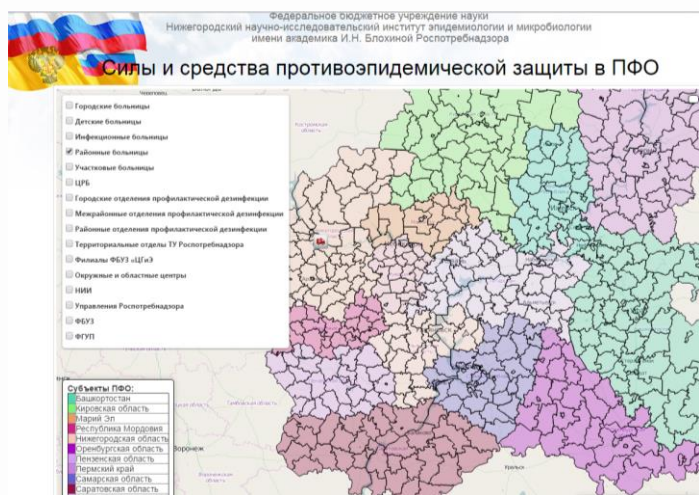 Федеральное бюджетное учреждение науки
Нижегородский научно-исследовательский институт эпидемиологии и микробиологии
имени академика И.Н. Блохиной Роспотребнадзора
Силы и средства противоэпидемической защиты в ПФО
Городские больницы
Детские больницы
Инфекционные больницы
Районные больницы
Участковые больницы
ЦРБ
Городские отделения профилактической дезинфекции
Межрайонные отделения профилактической дезинфекции
Районные отделения профилактической дезинфекции
Территориальные отделы ТУ Роспотребнадзора
Филиалы ФБУЗ «ЦГиЭ
Окружные и областные центры
НИИ
Управления Роспотребнадзора
ФБУЗ
ФГУП
Субъекты ПФО:
Башкортостан
Кировская область
Марий Эл
Республика Мордовия
Нижегородская область
Оренбургская область
Пензенская область
Пермский край
Самарская область
Саратовская область
Воронеж